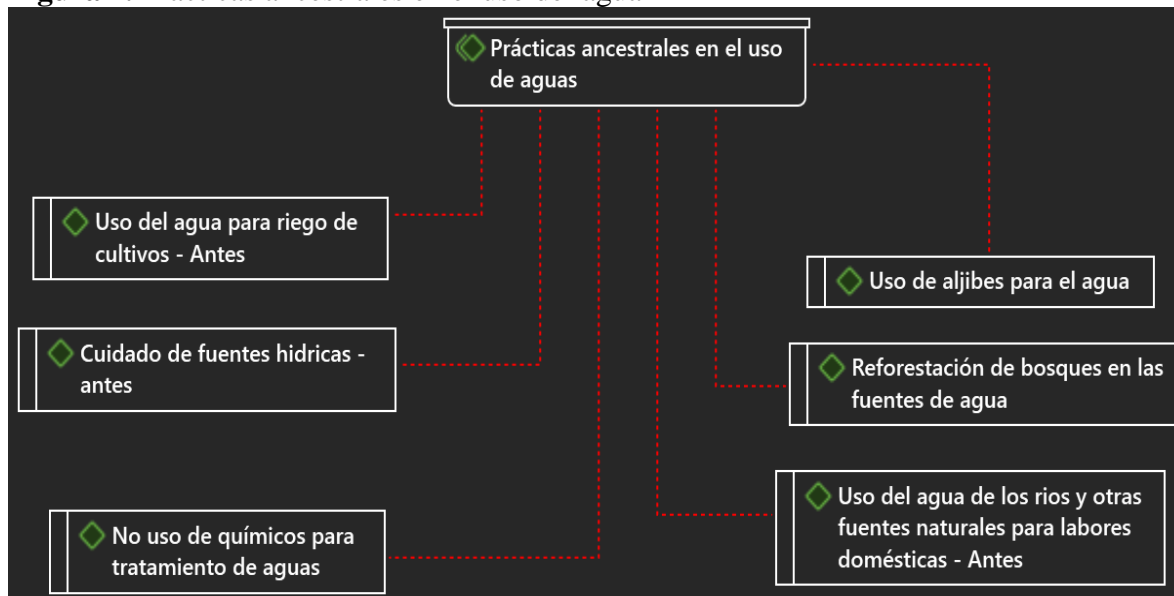 Prácticas ancestrales en el uso
de aguas
Uso del agua para riego de
cultivos - Antes
Uso de aljibes para el agua
Cuidado de fuentes hidricas -
antes
Reforestación de bosques en las
fuentes de agua
Uso del agua de los rios y otras
fuentes naturales para labores
domésticas - Antes
No uso de químicos para
tratamiento de aguas